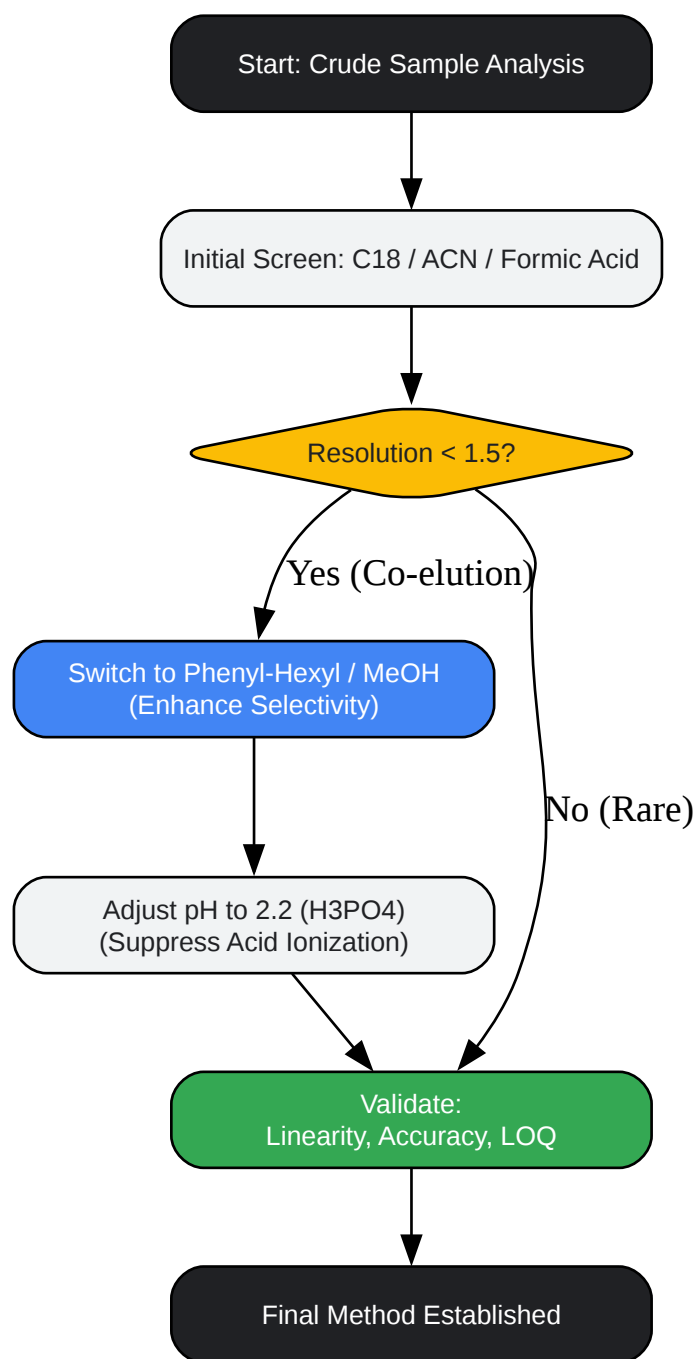 Start: Crude Sample Analysis
Initial Screen: C18 / ACN / Formic Acid
Resolution < 1.5?
Yes (Co-elution)
Switch to Phenyl-Hexyl / MeOH
(Enhance Selectivity)
No (Rare)
Adjust pH to 2.2 (H3PO4)
(Suppress Acid Ionization)
Validate:
Linearity, Accuracy, LOQ
Final Method Established